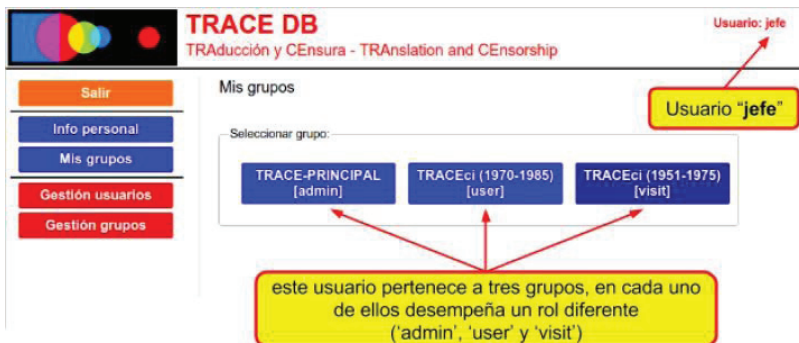 TRACE DB
TRAducción y CEnsura - TRAnslation and CEnsorship
Usuario: jefe
Usuario “jefe”
Salir
Info personal
Mis grupos
Gestión usuarios
Gestión grupos
Mis grupos
Seleccionar grupo:
TRACE-PRINCIPAL
[admin]
TRACEci (1970-1985)
[user]
TRACEci (1951-1975)
[visit]
este usuario pertenece a tres grupos, en cada uno
de ellos desempeña un rol diferente
(‘admin’, ‘user’ y ‘visit’)